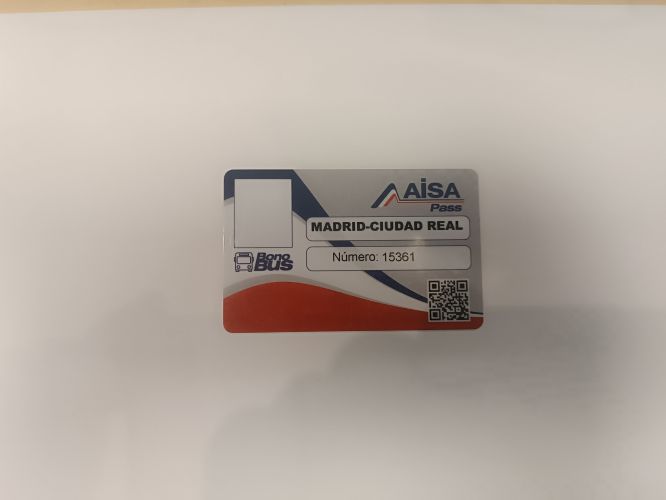 AiSA
Pass
MADRID-CIUDAD REAL
Bono
BUS
Número: 15361